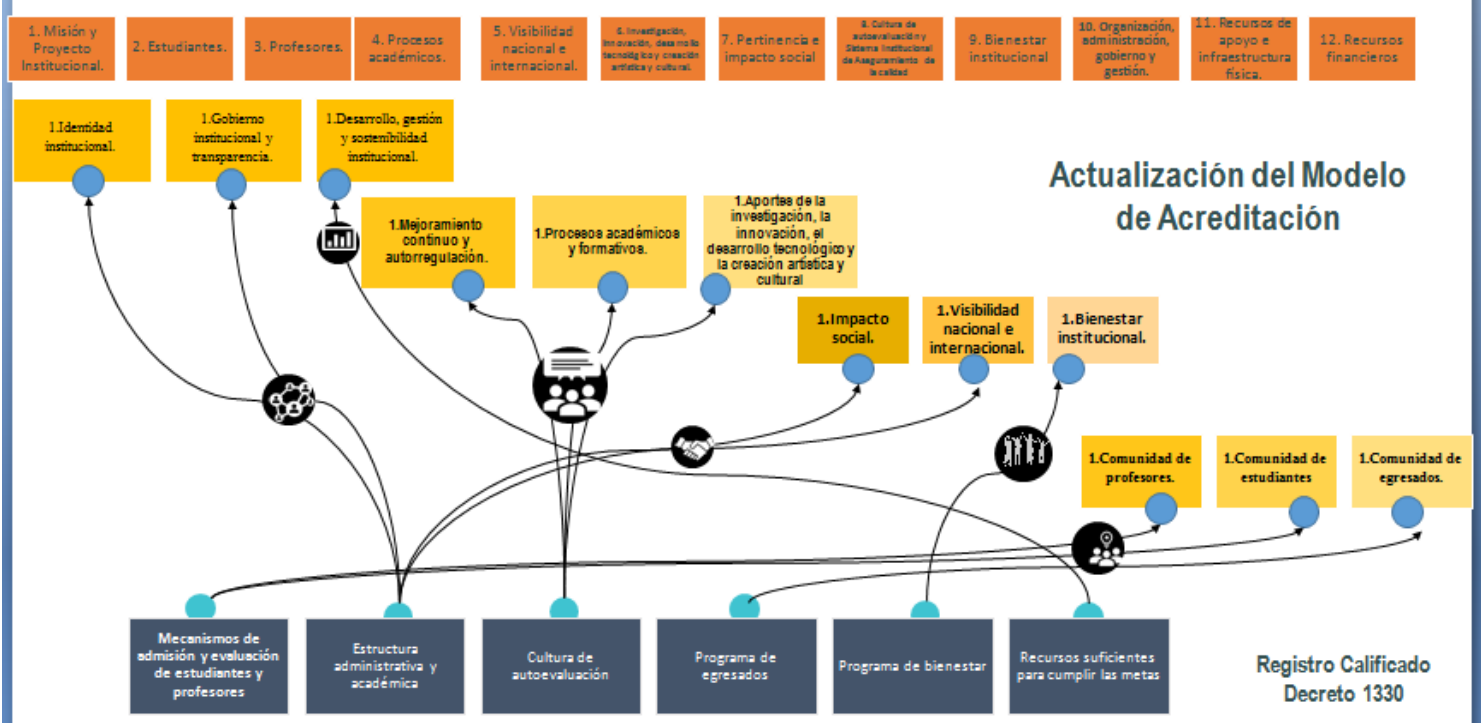 1. Misión y
Proyecto
Institucional.
2. Estudiantes.
3. Profesores.
4. Procesos
académicos.
5. Visibilidad
nacional e
internacional.
6. Investigación,
innovación, desarrollo
tecnológico y creación
artística y cultural.
7. Pertinencia e
impacto social
8. Cultura de
autoevaluación y
Sistema Institucional
de Aseguramiento de
la calidad
9. Bienestar
institucional
10. Organización,
administración,
gobierno y
gestión.
11. Recursos de
apoyo e
infraestructura
física.
12. Recursos
financieros
1.Identidad
institucional.
1.Gobierno
institucional y
transparencia.
1.Desarrollo, gestión
y sostenibilidad
institucional.
Actualización del Modelo
de Acreditación
1.Mejoramiento
continuo y
autorregulación.
1.Procesos académicos
y formativos.
1.Aportes de la
investigación, la
innovación, el
desarrollo tecnológico y
la creación artística y
cultural
1.Impacto
social.
1.Visibilidad
nacional e
internacional.
1.Bienestar
institucional.
1.Comunidad de
profesores.
1.Comunidad de
estudiantes
1.Comunidad de
egresados.
Mecanismos de
admisión y evaluación
de estudiantes y
profesores
Estructura
administrativa y
académica
Cultura de
autoevaluación
Programa de
egresados
Programa de bienestar
Recursos suficientes
para cumplir las metas
Registro Calificado
Decreto 1330